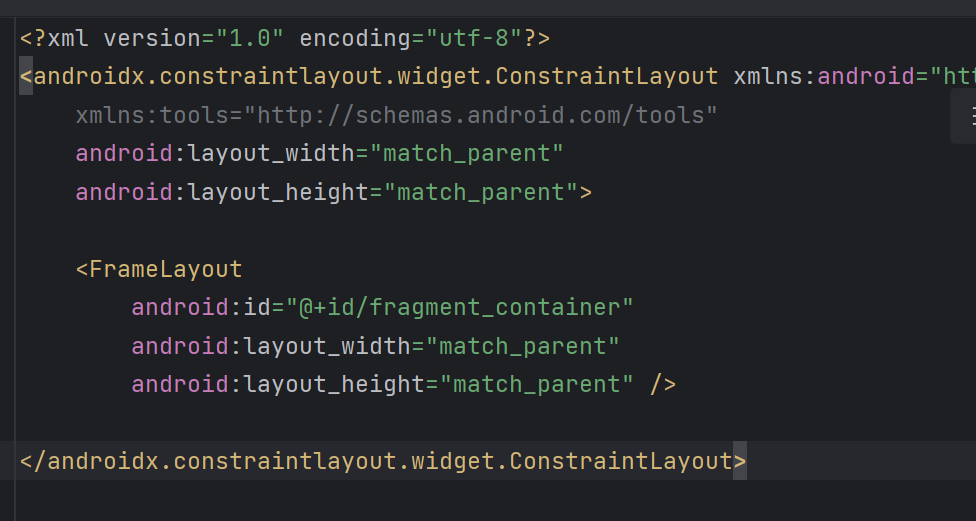 <?xml version="1.0" encoding="utf-8"?>
<androidx.constraintlayout.widget.ConstraintLayout xmlns:android="htt
xmlns:tools="http://schemas.android.com/tools"
android:layout_width="match_parent"
android:layout_height="match_parent">
<FrameLayout
android:id="@+id/fragment_container"
android:layout_width="match_parent"
android:layout_height="match_parent" />
</androidx.constraintlayout.widget.ConstraintLayout>